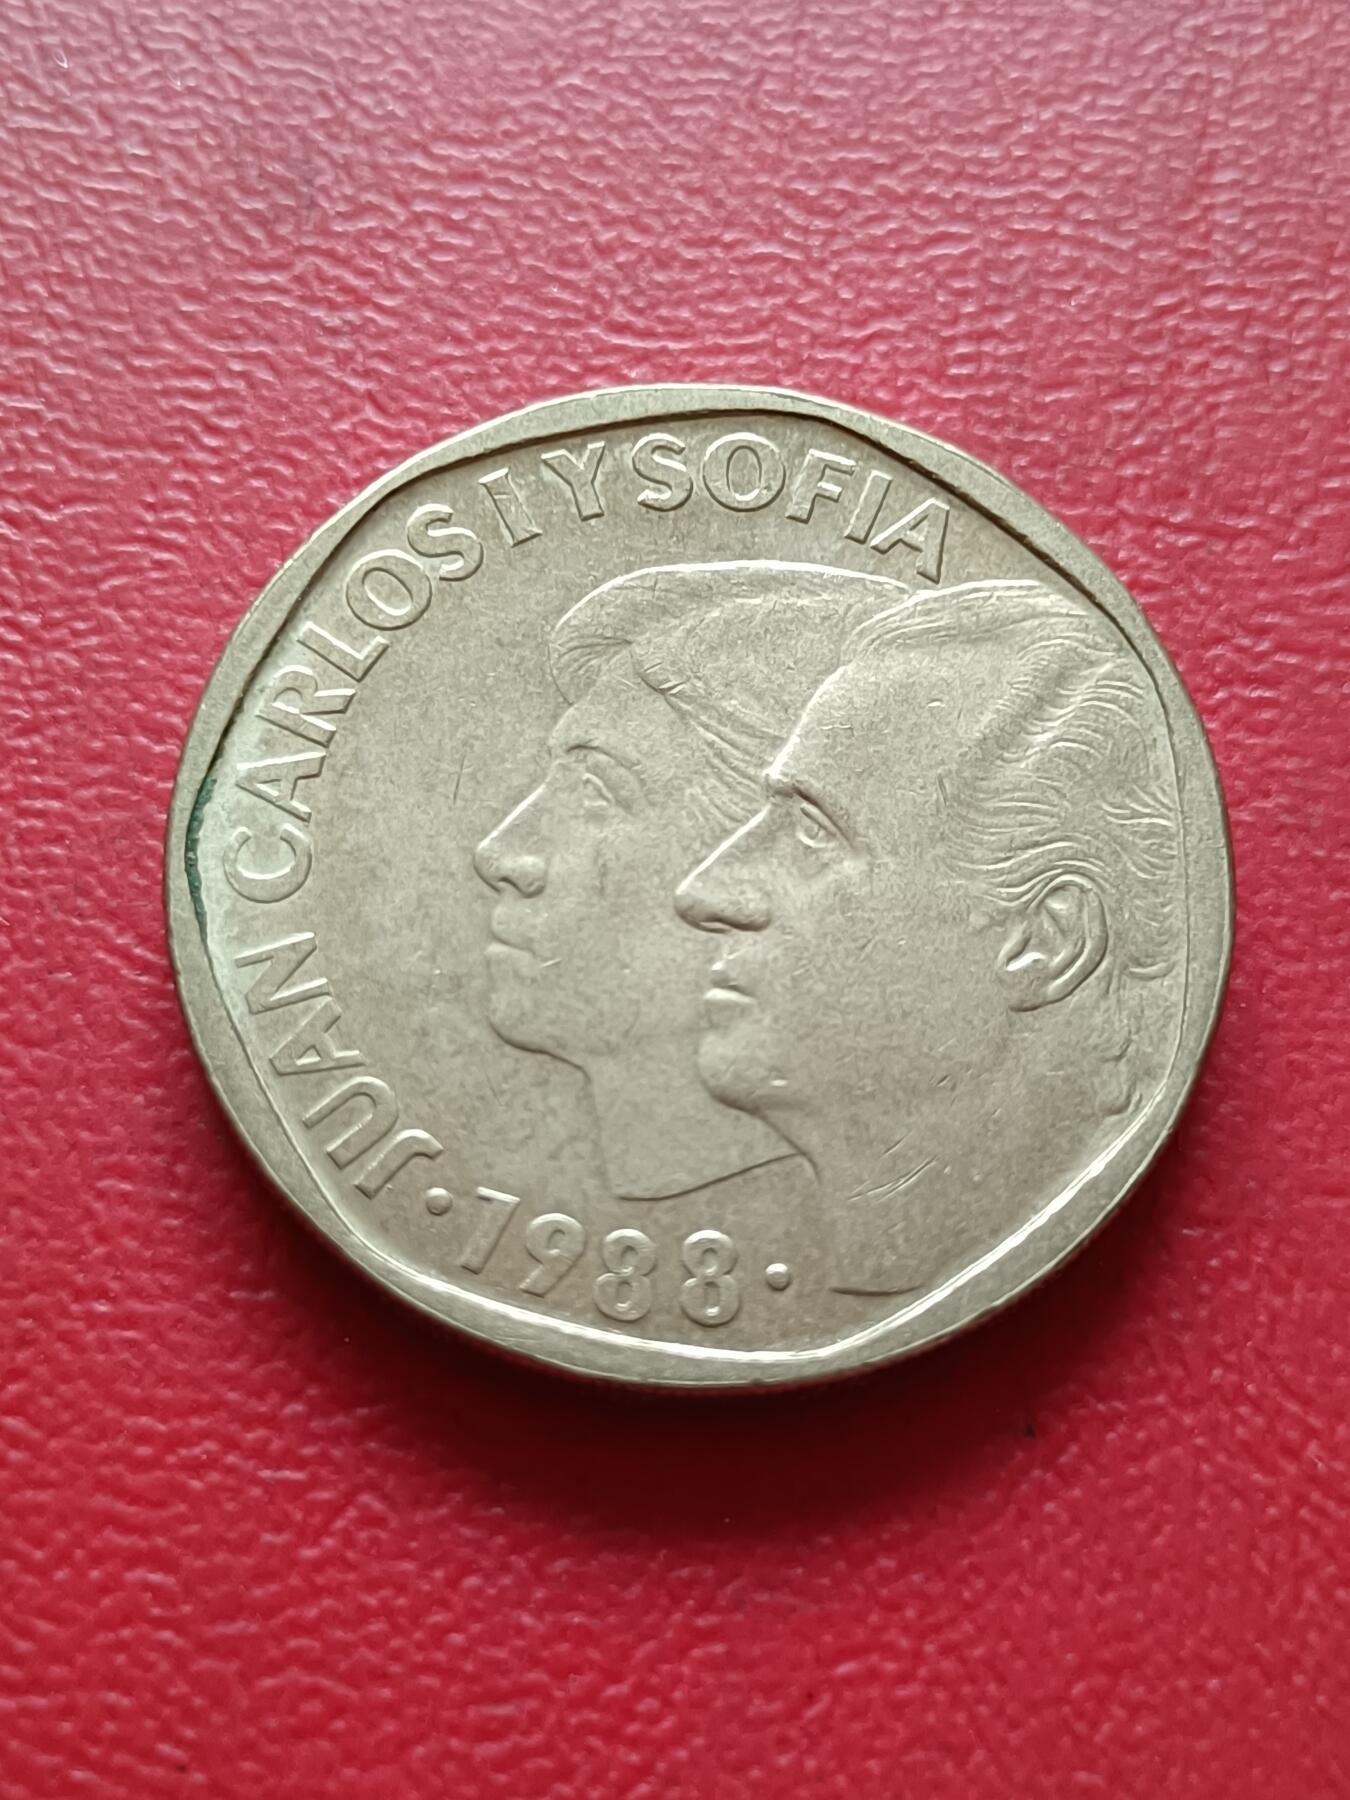 JUAN CARLOS I Y SOFIA
· 1988 ·